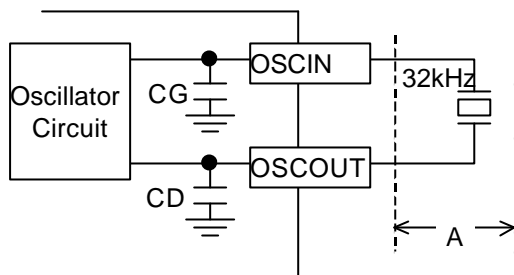 OSCIN
32kHz
Oscillator
Circuit
CG
OSCOUT
CD
A